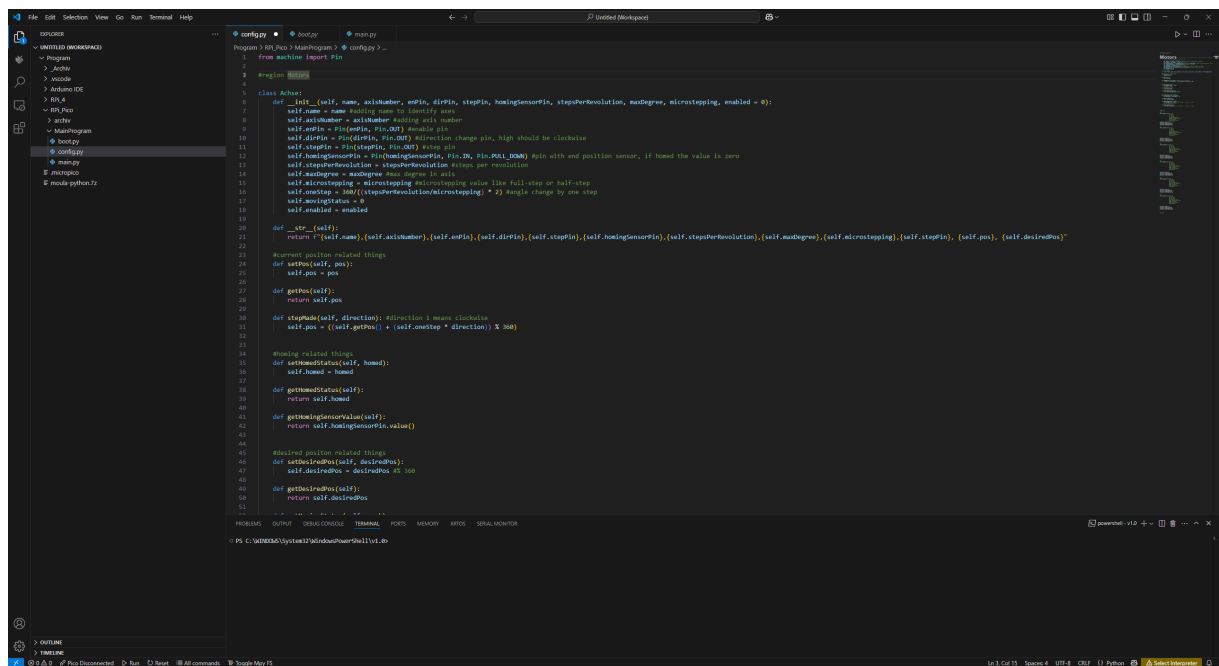 File Edit Selection View Go Run Terminal Help
Untitled (Workspace)
EXPLORER
UNTITLED (WORKSPACE)
Program
_Archiv
.vscode
Arduino IDE
RPi_4
RPi_Pico
archiv
MainProgram
boot.py
config.py
main.py
.micropico
moula-python.7z
OUTLINE
TIMELINE
config.py boot.py main.py
Program > RPi_Pico > MainProgram > config.py > ...
1 from machine import Pin
2
3 #region Motors
4
5 class Achse:
6 def __init__(self, name, axisNumber, enPin, dirPin, stepPin, homingSensorPin, stepsPerRevolution, maxDegree, microstepping, enabled = 0):
7 self.name = name #adding name to identify axes
8 self.axisNumber = axisNumber #adding axis number
9 self.enPin = Pin(enPin, Pin.OUT) #enable pin
10 self.dirPin = Pin(dirPin, Pin.OUT) #direction change pin, high should be clockwise
11 self.stepPin = Pin(stepPin, Pin.OUT) #step pin
12 self.homingSensorPin = Pin(homingSensorPin, Pin.IN, Pin.PULL_DOWN) #pin with end position sensor, if homed the value is zero
13 self.stepsPerRevolution = stepsPerRevolution #steps per revolution
14 self.maxDegree = maxDegree #max degree in axis
15 self.microstepping = microstepping #microstepping value like full-step or half-step
16 self.oneStep = 360/((stepsPerRevolution/microstepping) * 2) #angle change by one step
17 self.movingStatus = 0
18 self.enabled = enabled
19
20 def __str__(self):
21 return f"{self.name},{self.axisNumber},{self.enPin},{self.dirPin},{self.stepPin},{self.homingSensorPin},{self.stepsPerRevolution},{self.maxDegree},{self.microstepping},{self.stepPin}, {self.pos}, {self.desiredPos}"
22
23 #current positon related things
24 def setPos(self, pos):
25 self.pos = pos
26
27 def getPos(self):
28 return self.pos
29
30 def stepMade(self, direction): #direction 1 means clockwise
31 self.pos = ((self.getPos() + (self.oneStep * direction)) % 360)
32
33
34 #homing related things
35 def setHomedStatus(self, homed):
36 self.homed = homed
37
38 def getHomedStatus(self):
39 return self.homed
40
41 def getHomingSensorValue(self):
42 return self.homingSensorPin.value()
43
44
45 #desired positon related things
46 def setDesiredPos(self, desiredPos):
47 self.desiredPos = desiredPos #% 360
48
49 def getDesiredPos(self):
50 return self.desiredPos
51
Motors
PROBLEMS OUTPUT DEBUG CONSOLE TERMINAL PORTS MEMORY XRTOS SERIAL MONITOR
powershell - v1.0
PS C:\WINDOWS\System32\WindowsPowerShell\v1.0>
0 0 Pico Disconnected Run Reset All commands Toggle Mpy FS
Ln 3, Col 15 Spaces: 4 UTF-8 CRLF Python Select Interpreter